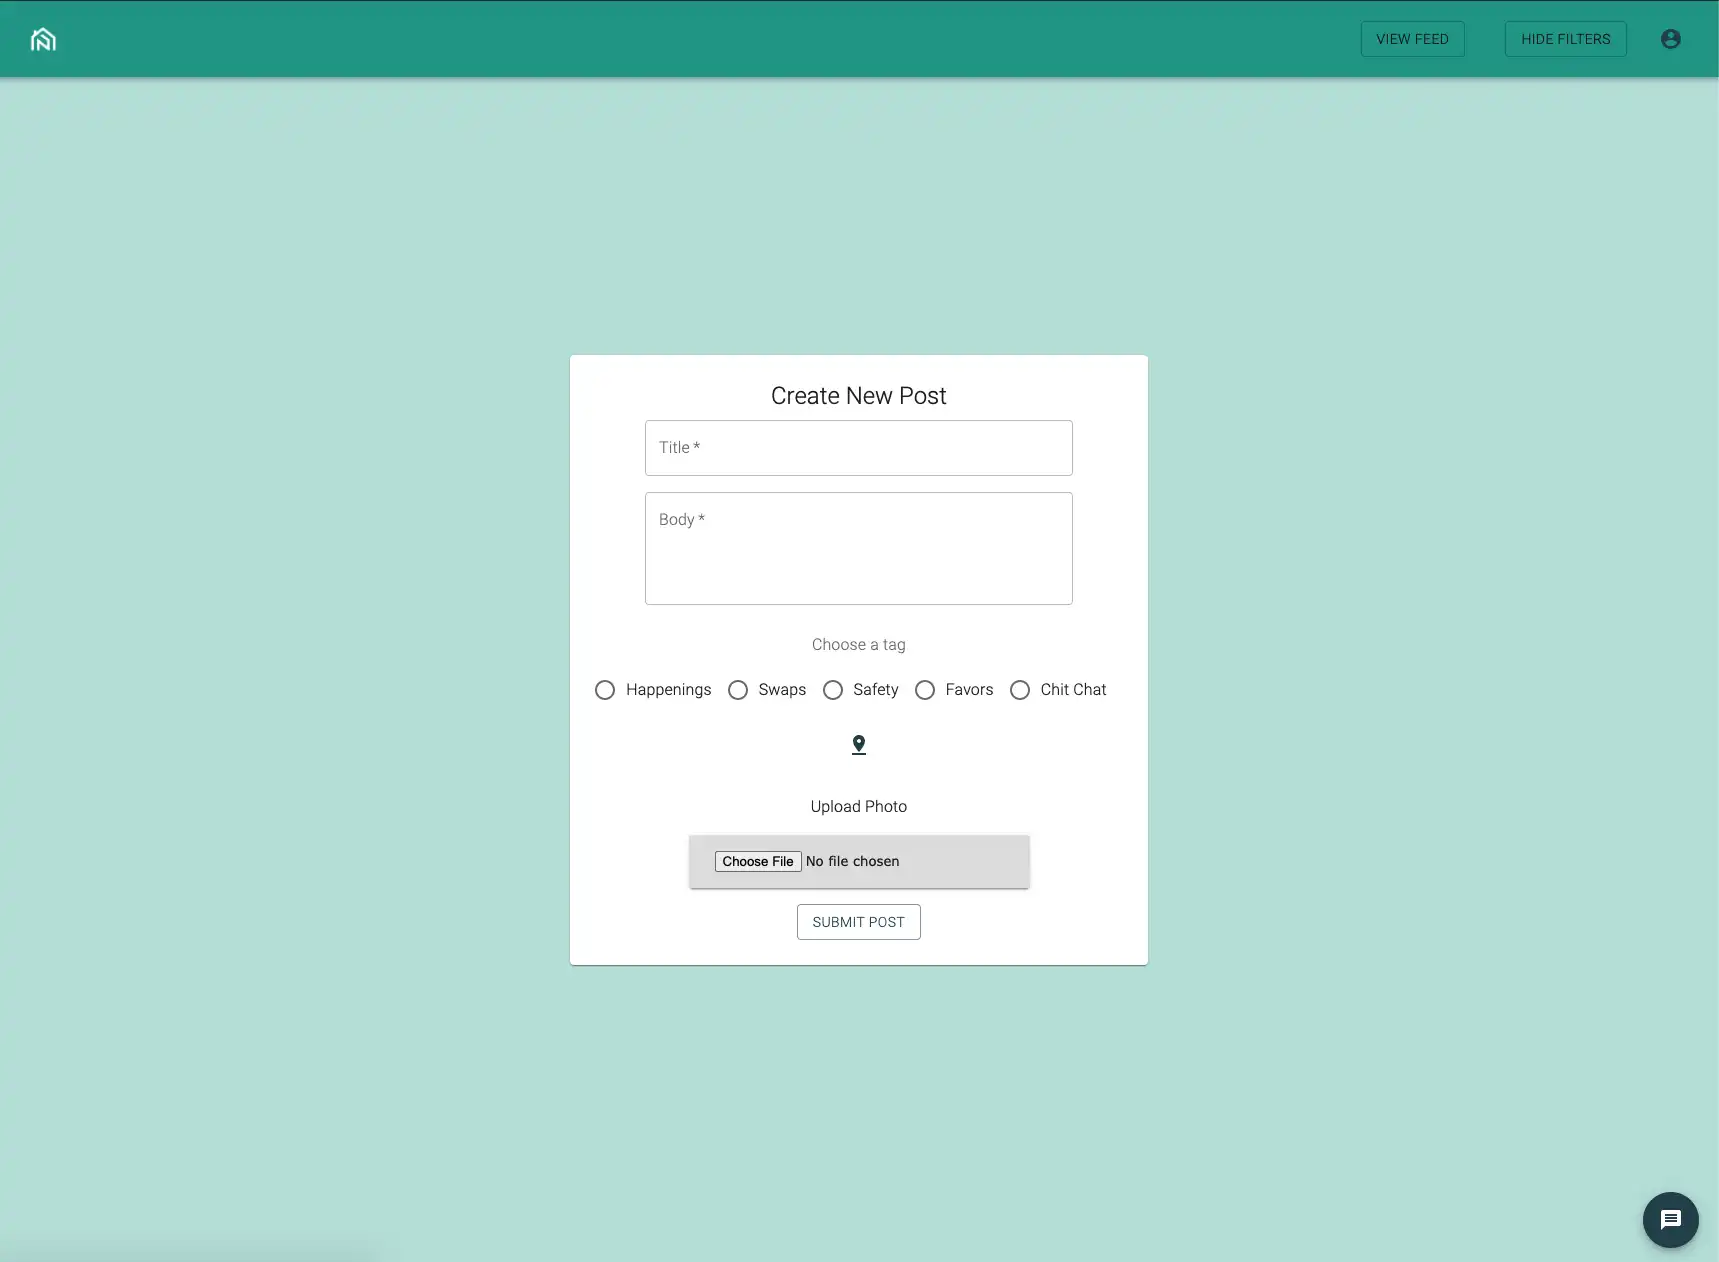 VIEW FEED
HIDE FILTERS
Create New Post
Title *
Body *
Choose a tag
Happenings Swaps Safety Favors Chit Chat
Upload Photo
Choose File No file chosen
SUBMIT POST